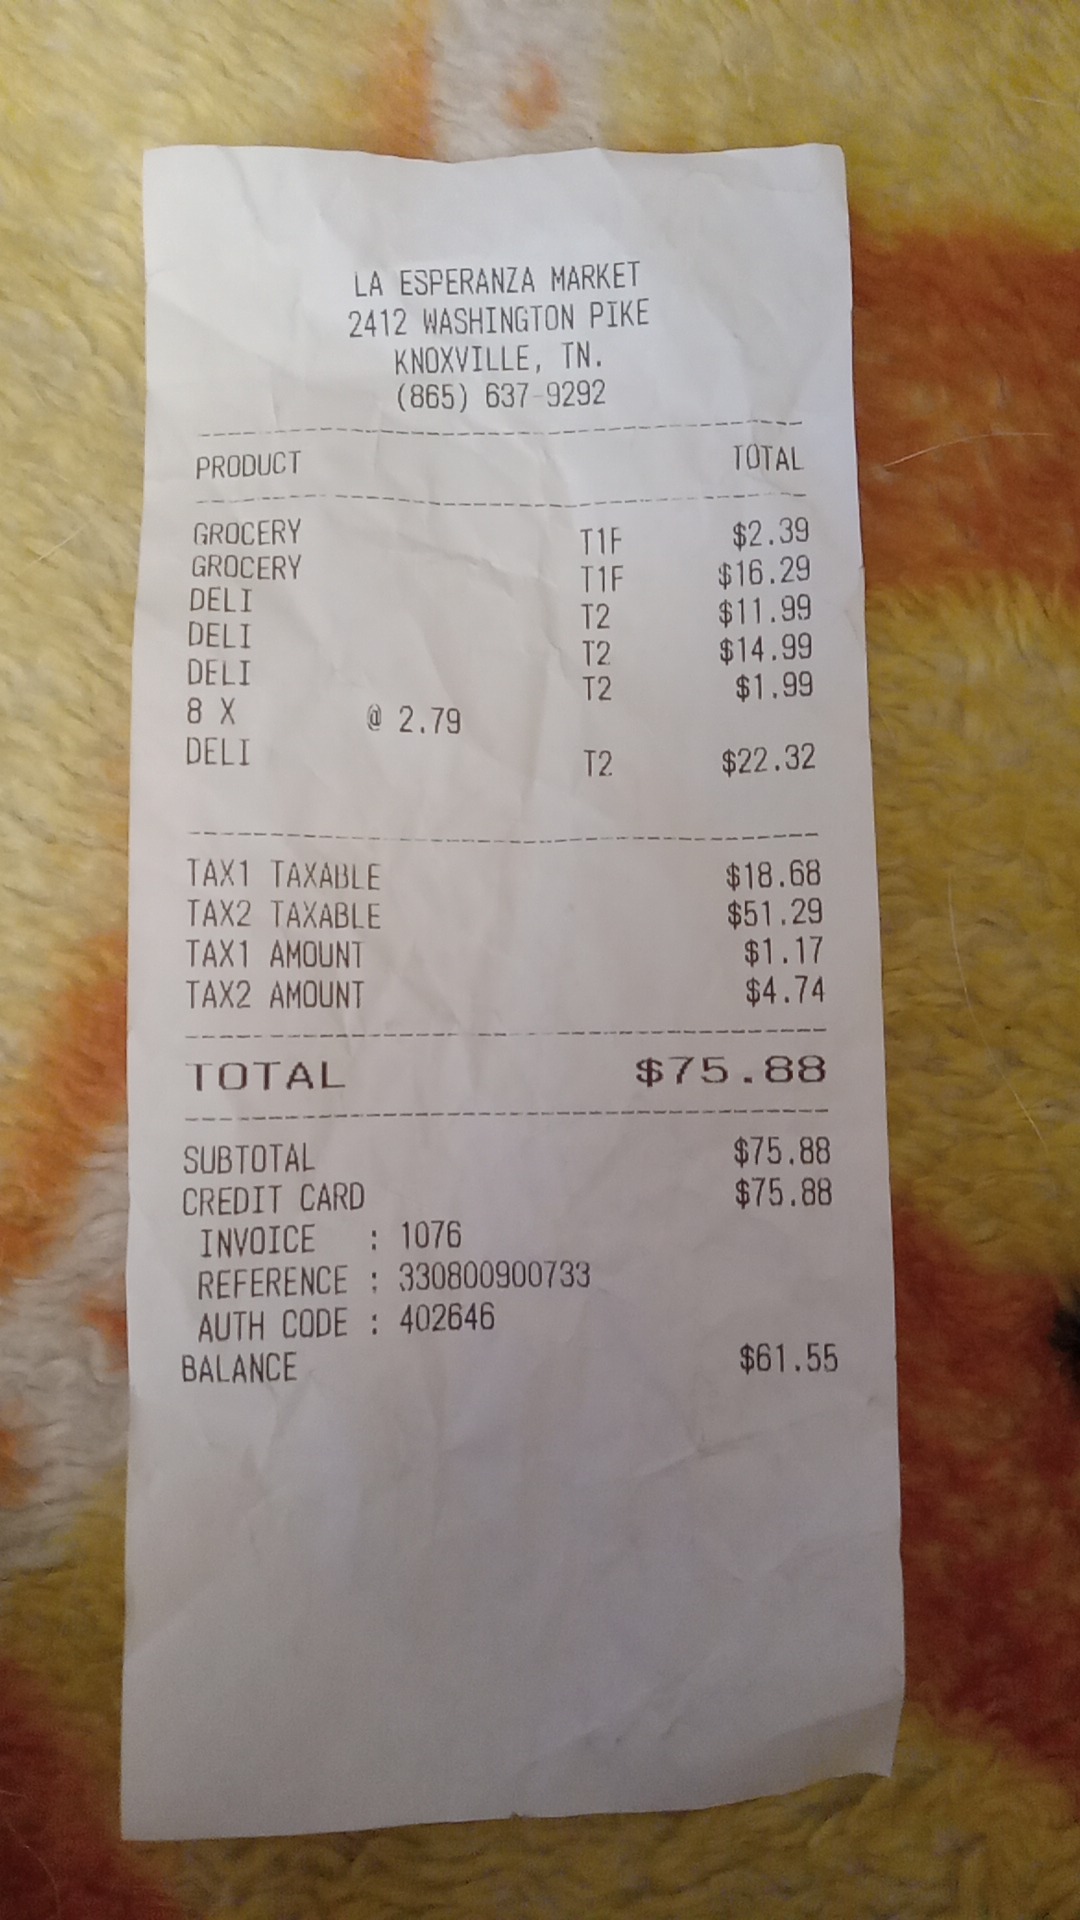 LA ESPERANZA MARKET
2412 WASHINGTON PIKE
KNOXVILLE, TN.
(865) 637-9292
PRODUCT TOTAL
GROCERY T1F $2.39
GROCERY T1F $16.29
DELI T2 $11.99
DELI T2 $14.99
DELI T2 $1.99
8 X @ 2.79
DELI T2 $22.32
TAX1 TAXABLE $18.68
TAX2 TAXABLE $51.29
TAX1 AMOUNT $1.17
TAX2 AMOUNT $4.74
TOTAL $75.88
SUBTOTAL $75.88
CREDIT CARD $75.88
INVOICE : 1076
REFERENCE : 330800900733
AUTH CODE : 402646
BALANCE $61.55